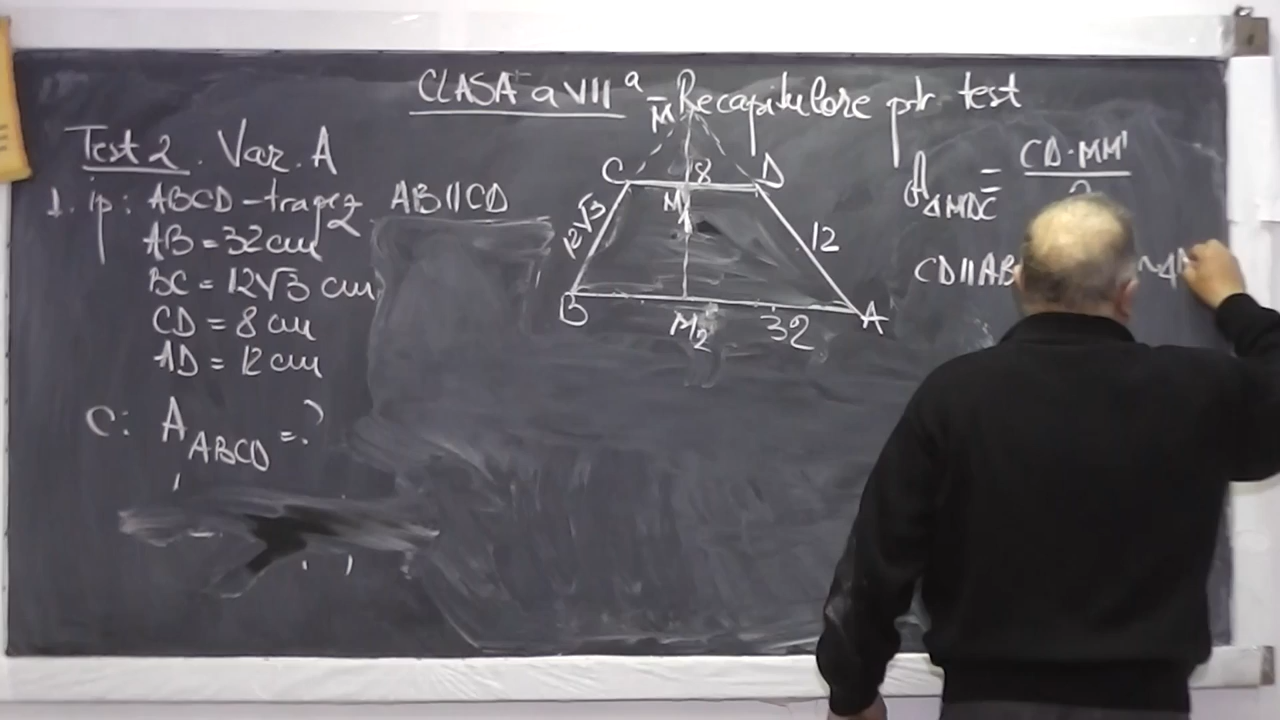 CLASA a VII a - Recapitulare ptr test
Test 2. Var. A
1. ip: ABCD - trapez AB || CD
AB = 32 cm
BC = 12√3 cm
CD = 8 cm
AD = 12 cm
C: A ABCD = ?
M
C 8 D
M1
12√3
12
B M2 32 A
A ΔMDC = CD · MM'
CD || AB
~Δ